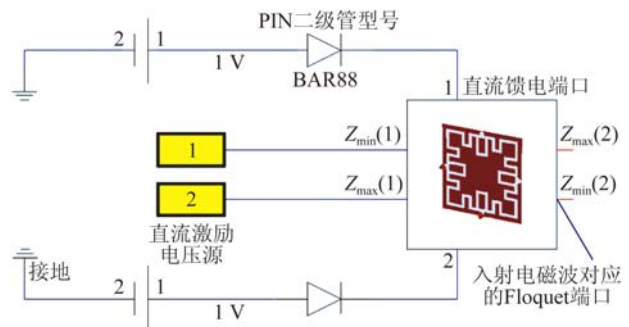 PIN二级管型号
2
1
1 V
BAR88
1
直流馈电端口
1
Zmin(1)
Zmax(2)
2
Zmax(1)
Zmin(2)
直流激励
电压源
接地
2
1
1 V
2
入射电磁波对应
的Floquet端口